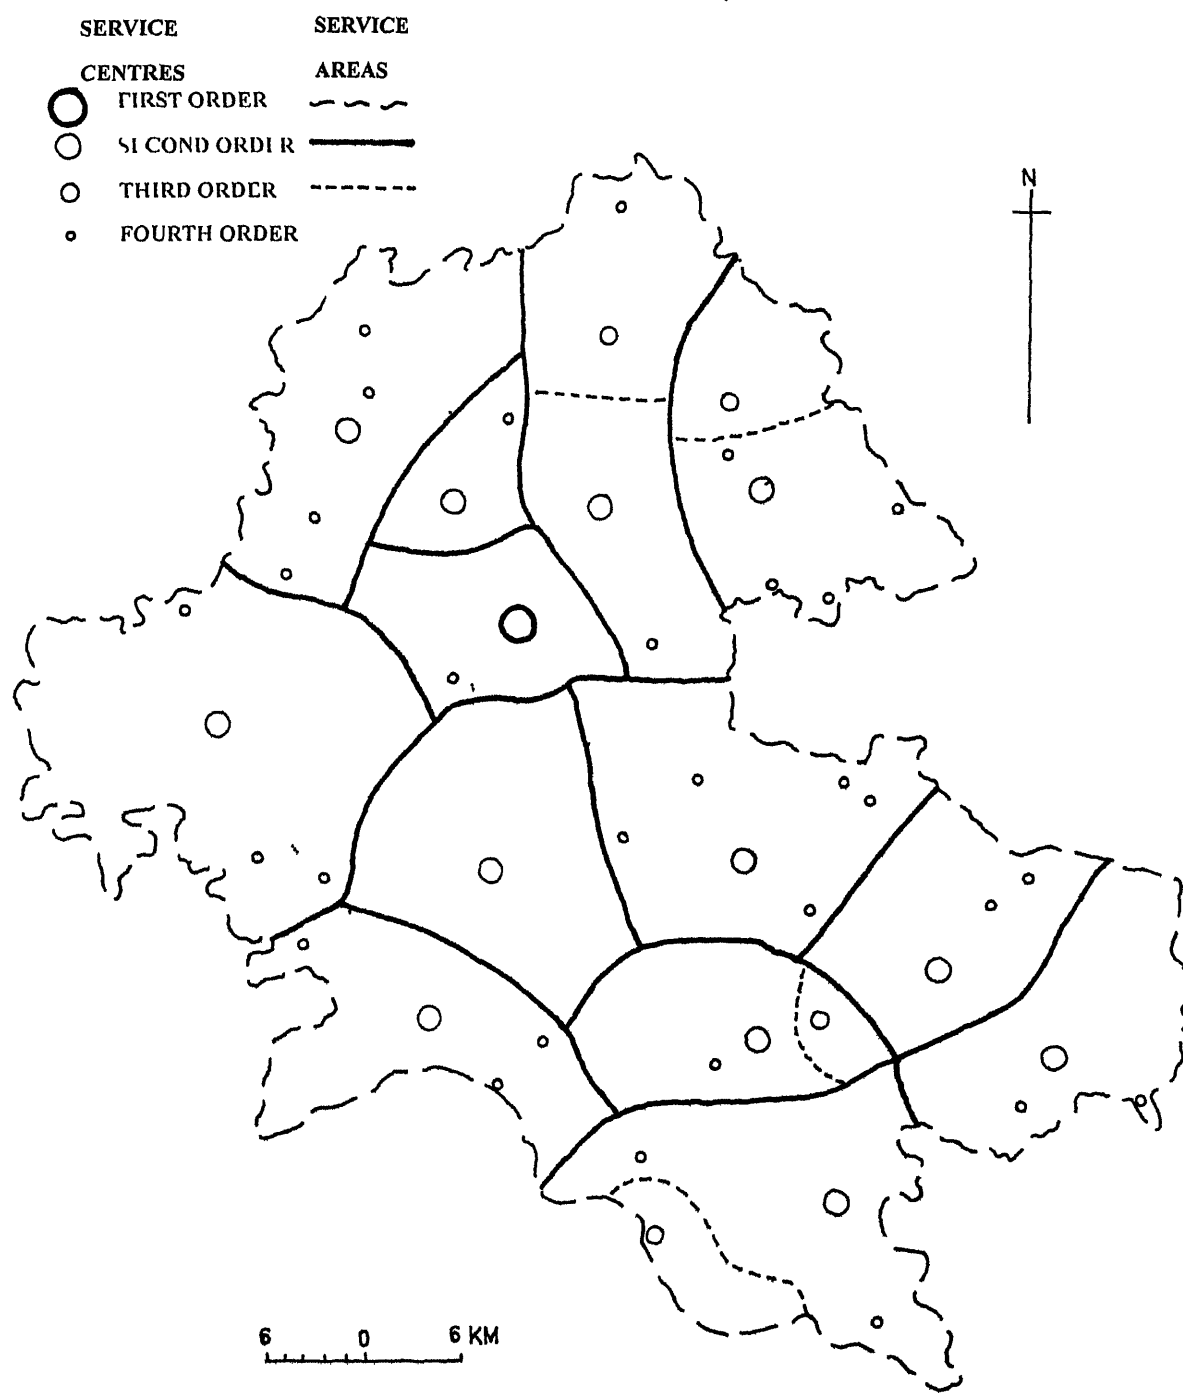 SERVICE SERVICE
CENTRES AREAS
FIRST ORDER
SECOND ORDER
THIRD ORDER
FOURTH ORDER
N
6 0 6 KM